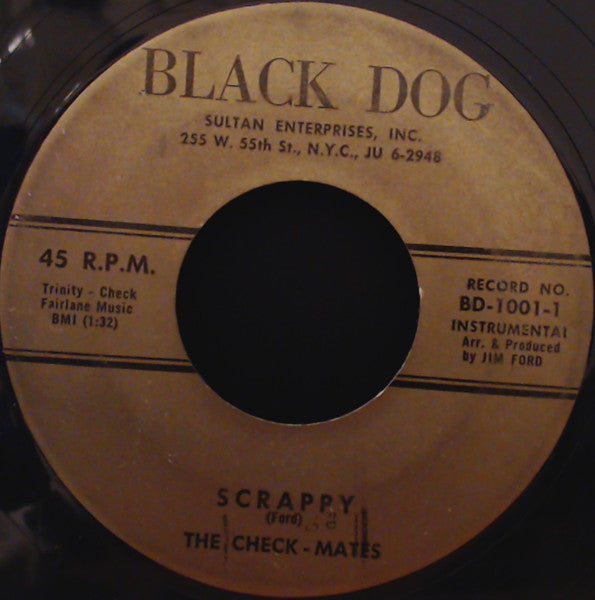 BLACK DOG
SULTAN ENTERPRISES, INC.
255 W. 55th St., N.Y.C., JU 6-2948
45 R.P.M.
Trinity - Check
Fairlane Music
BMI (1:32)
RECORD NO.
BD-1001-1
INSTRUMENTAL
Arr. & Produced
by JIM FORD
SCRAPPY
(Ford)
THE CHECK-MATES